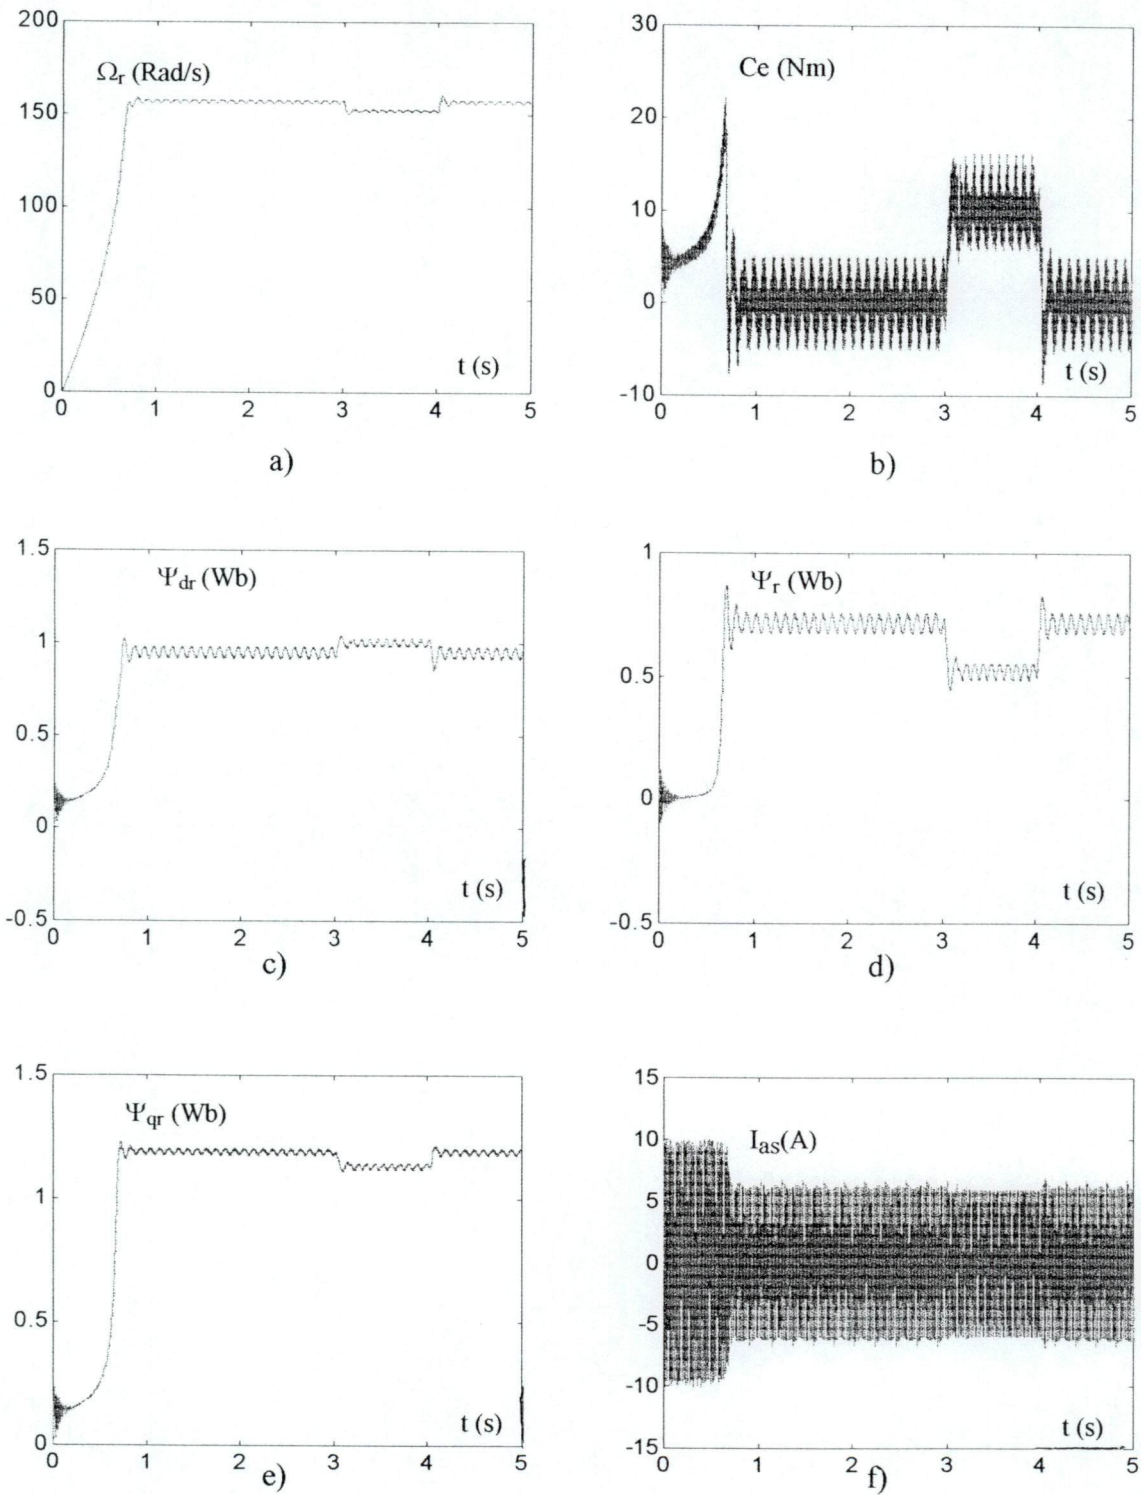 200
150
100
50
0
Ωr (Rad/s)
t (s)
0 1 2 3 4 5
a)
30
20
10
0
-10
Ce (Nm)
t (s)
0 1 2 3 4 5
b)
1.5
1
0.5
0
-0.5
Ψdr (Wb)
t (s)
0 1 2 3 4 5
c)
1
0.5
0
-0.5
Ψr (Wb)
t (s)
0 1 2 3 4 5
d)
1.5
1
0.5
0
Ψqr (Wb)
t (s)
0 1 2 3 4 5
e)
15
10
5
0
-5
-10
-15
Ias(A)
t (s)
0 1 2 3 4 5
f)